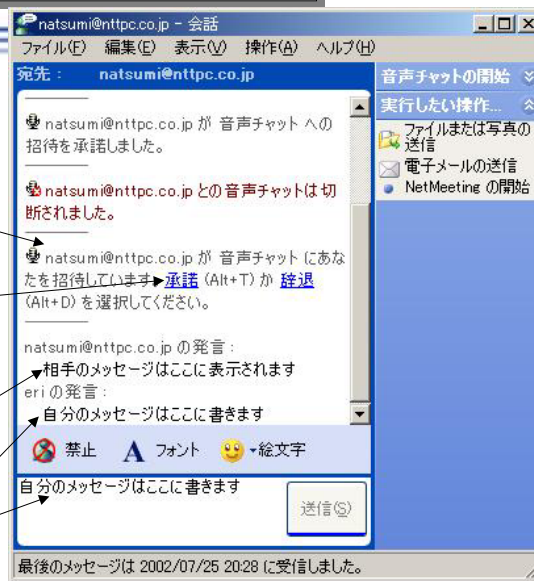 natsumi@nttpc.co.jp - 会話
ファイル(F) 編集(E) 表示(V) 操作(A) ヘルプ(H)
宛先： natsumi@nttpc.co.jp
natsumi@nttpc.co.jp が 音声チャット への
招待を承諾しました。
natsumi@nttpc.co.jp との音声チャットは切
断されました。
natsumi@nttpc.co.jp が 音声チャット にあな
たを招待しています。承諾 (Alt+T) か 辞退
(Alt+D) を選択してください。
natsumi@nttpc.co.jp の発言：
相手のメッセージはここに表示されます
eri の発言：
自分のメッセージはここに書きます
禁止 A フォント 絵文字
自分のメッセージはここに書きます
送信(S)
最後のメッセージは 2002/07/25 20:28 に受信しました。
音声チャットの開始
実行したい操作...
ファイルまたは写真の
送信
電子メールの送信
NetMeeting の開始